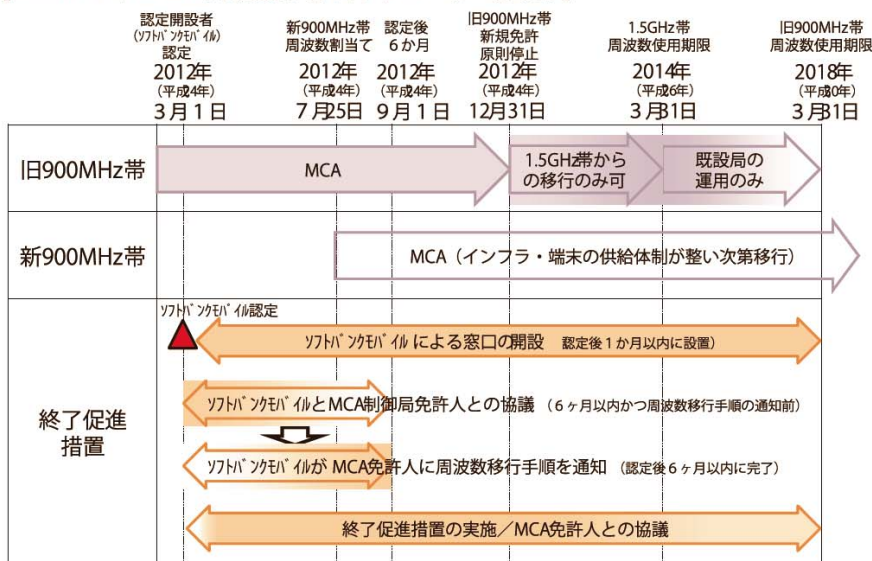 認定開設者
(ｿﾌﾄﾊﾞﾝｸﾓﾊﾞｲﾙ)
認定
2012年
(平成24年)
3月1日
新900MHz帯
周波数割当て
2012年
(平成24年)
7月25日
認定後
6か月
2012年
(平成24年)
9月1日
旧900MHz帯
新規免許
原則停止
2012年
(平成24年)
12月31日
1.5GHz帯
周波数使用期限
2014年
(平成26年)
3月31日
旧900MHz帯
周波数使用期限
2018年
(平成30年)
3月31日
旧900MHz帯
MCA
1.5GHz帯から
の移行のみ可
既設局の
運用のみ
新900MHz帯
MCA（インフラ・端末の供給体制が整い次第移行）
終了促進
措置
ｿﾌﾄﾊﾞﾝｸﾓﾊﾞｲﾙ認定
ｿﾌﾄﾊﾞﾝｸﾓﾊﾞｲﾙによる窓口の開設 認定後1か月以内に設置）
ｿﾌﾄﾊﾞﾝｸﾓﾊﾞｲﾙとMCA制御局免許人との協議（6ヶ月以内かつ周波数移行手順の通知前）
ｿﾌﾄﾊﾞﾝｸﾓﾊﾞｲﾙがMCA免許人に周波数移行手順を通知（認定後6ヶ月以内に完了）
終了促進措置の実施／MCA免許人との協議